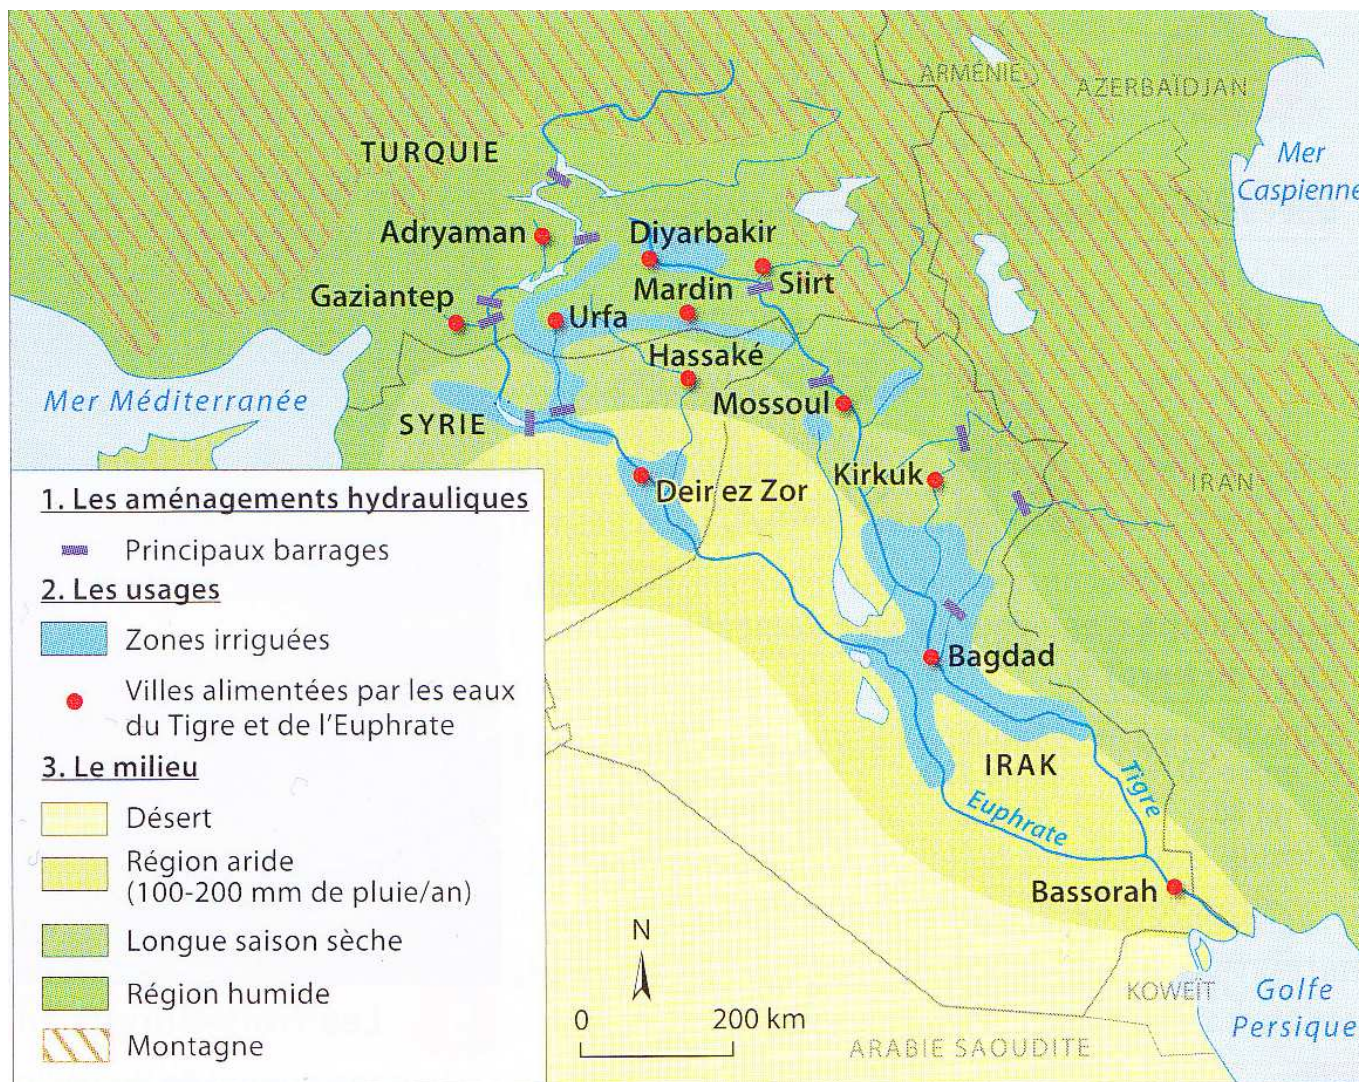 ARMÉNIE
AZERBAÏDJAN
TURQUIE
Mer
Caspienne
Adryaman
Diyarbakir
Siirt
Gaziantep
Mardin
Urfa
Hassaké
Mer Méditerranée
SYRIE
Mossoul
Kirkuk
IRAN
Deir ez Zor
Bagdad
IRAK
Tigre
Euphrate
Bassorah
KOWEÏT
Golfe
Persique
ARABIE SAOUDITE
N
0 200 km
1. Les aménagements hydrauliques
Principaux barrages
2. Les usages
Zones irriguées
Villes alimentées par les eaux
du Tigre et de l'Euphrate
3. Le milieu
Désert
Région aride
(100-200 mm de pluie/an)
Longue saison sèche
Région humide
Montagne